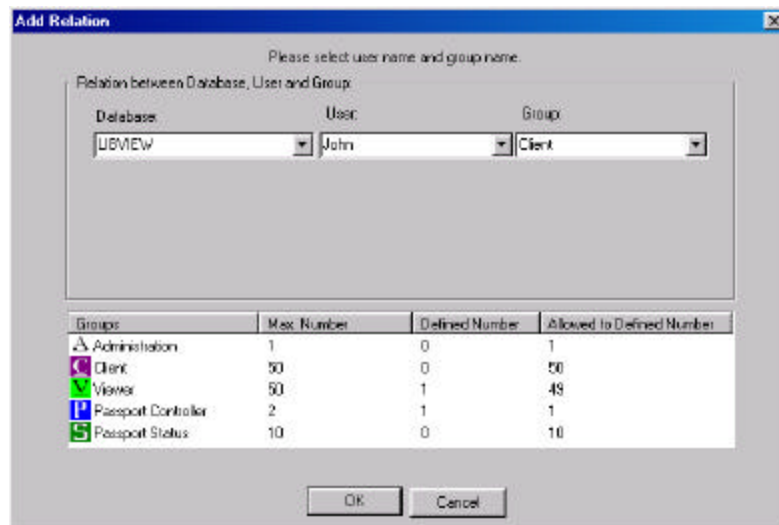 Add Relation
Please select user name and group name.
Relation between Database, User and Group:
Database: User: Group:
LIBVIEW John Client
Groups Max. Number Defined Number Allowed to Defined Number
A Administration 1 0 1
C Client 50 0 50
V Viewer 50 1 49
P Passport Controller 2 1 1
S Passport Status 10 0 10
OK Cancel